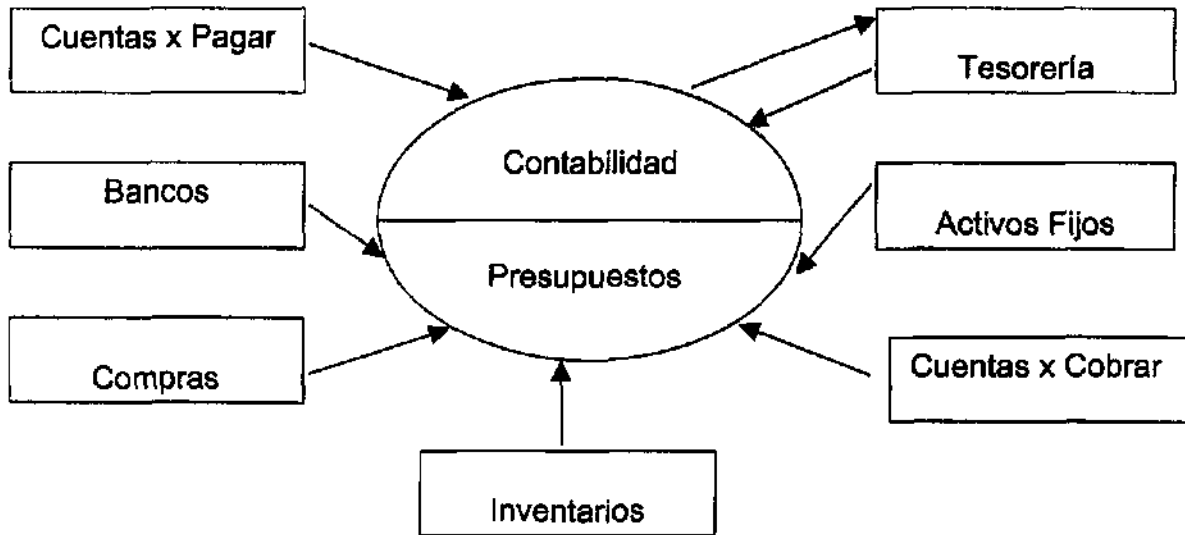 Cuentas x Pagar
Tesorería
Contabilidad
Bancos
Activos Fijos
Presupuestos
Compras
Cuentas x Cobrar
Inventarios